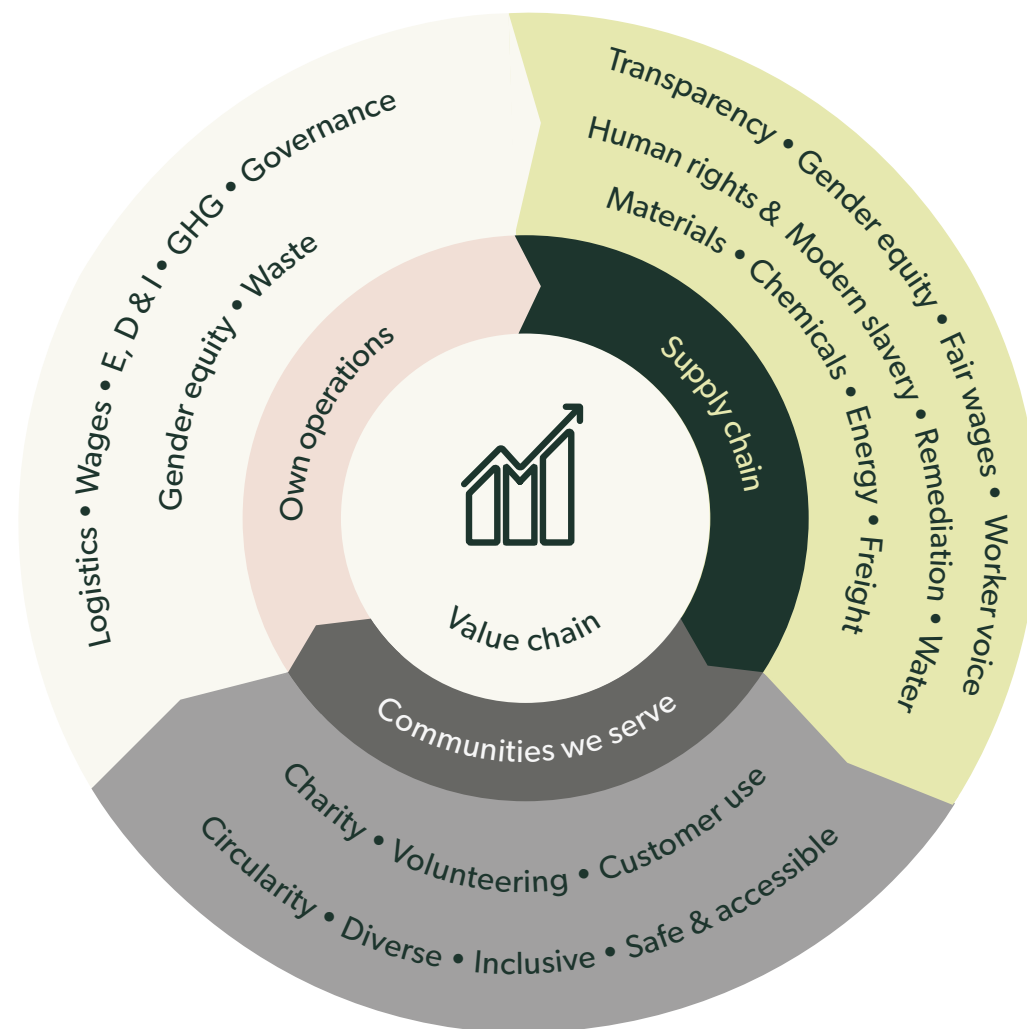 Value chain
Own operations
Logistics • Wages • E, D & I • GHG • Governance
Gender equity • Waste
Supply chain
Transparency • Gender equity • Fair wages • Worker voice
Human rights & Modern slavery • Remediation • Water
Materials • Chemicals • Energy • Freight
Communities we serve
Charity • Volunteering • Customer use
Circularity • Diverse • Inclusive • Safe & accessible